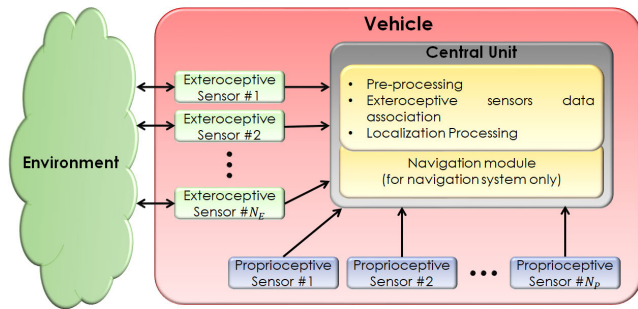 Vehicle
Central Unit
• Pre-processing
• Exteroceptive sensors data
association
• Localization Processing
Navigation module
(for navigation system only)
Environment
Exteroceptive
Sensor #1
Exteroceptive
Sensor #2
Exteroceptive
Sensor #N_E
Proprioceptive
Sensor #1
Proprioceptive
Sensor #2
Proprioceptive
Sensor #N_P